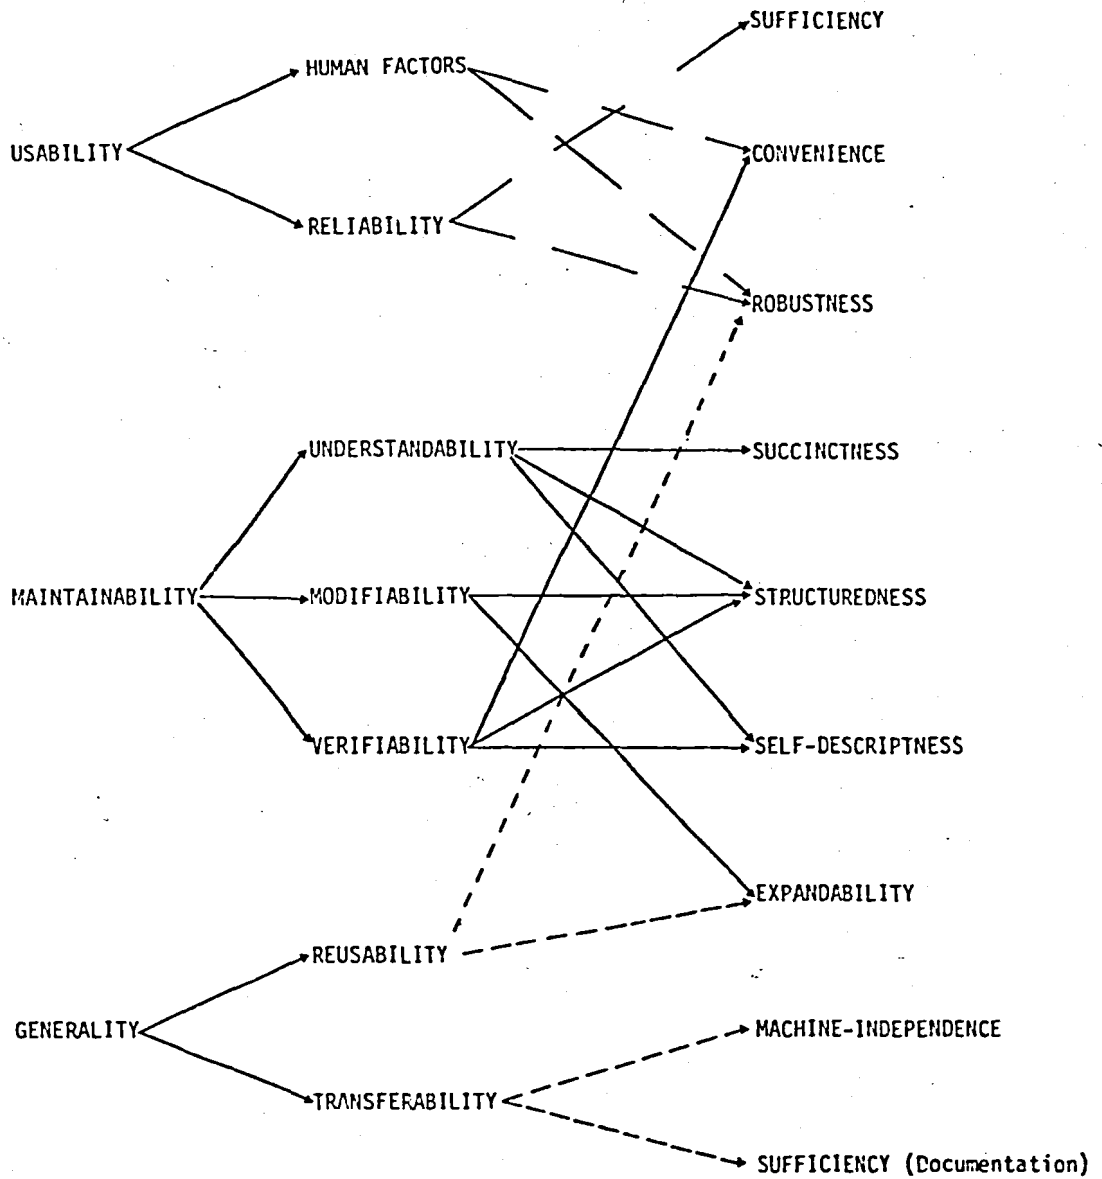 SUFFICIENCY
HUMAN FACTORS
USABILITY
CONVENIENCE
RELIABILITY
ROBUSTNESS
UNDERSTANDABILITY
SUCCINCTNESS
MAINTAINABILITY
MODIFIABILITY
STRUCTUREDNESS
VERIFIABILITY
SELF-DESCRIPTNESS
EXPANDABILITY
REUSABILITY
GENERALITY
MACHINE-INDEPENDENCE
TRANSFERABILITY
SUFFICIENCY (Documentation)